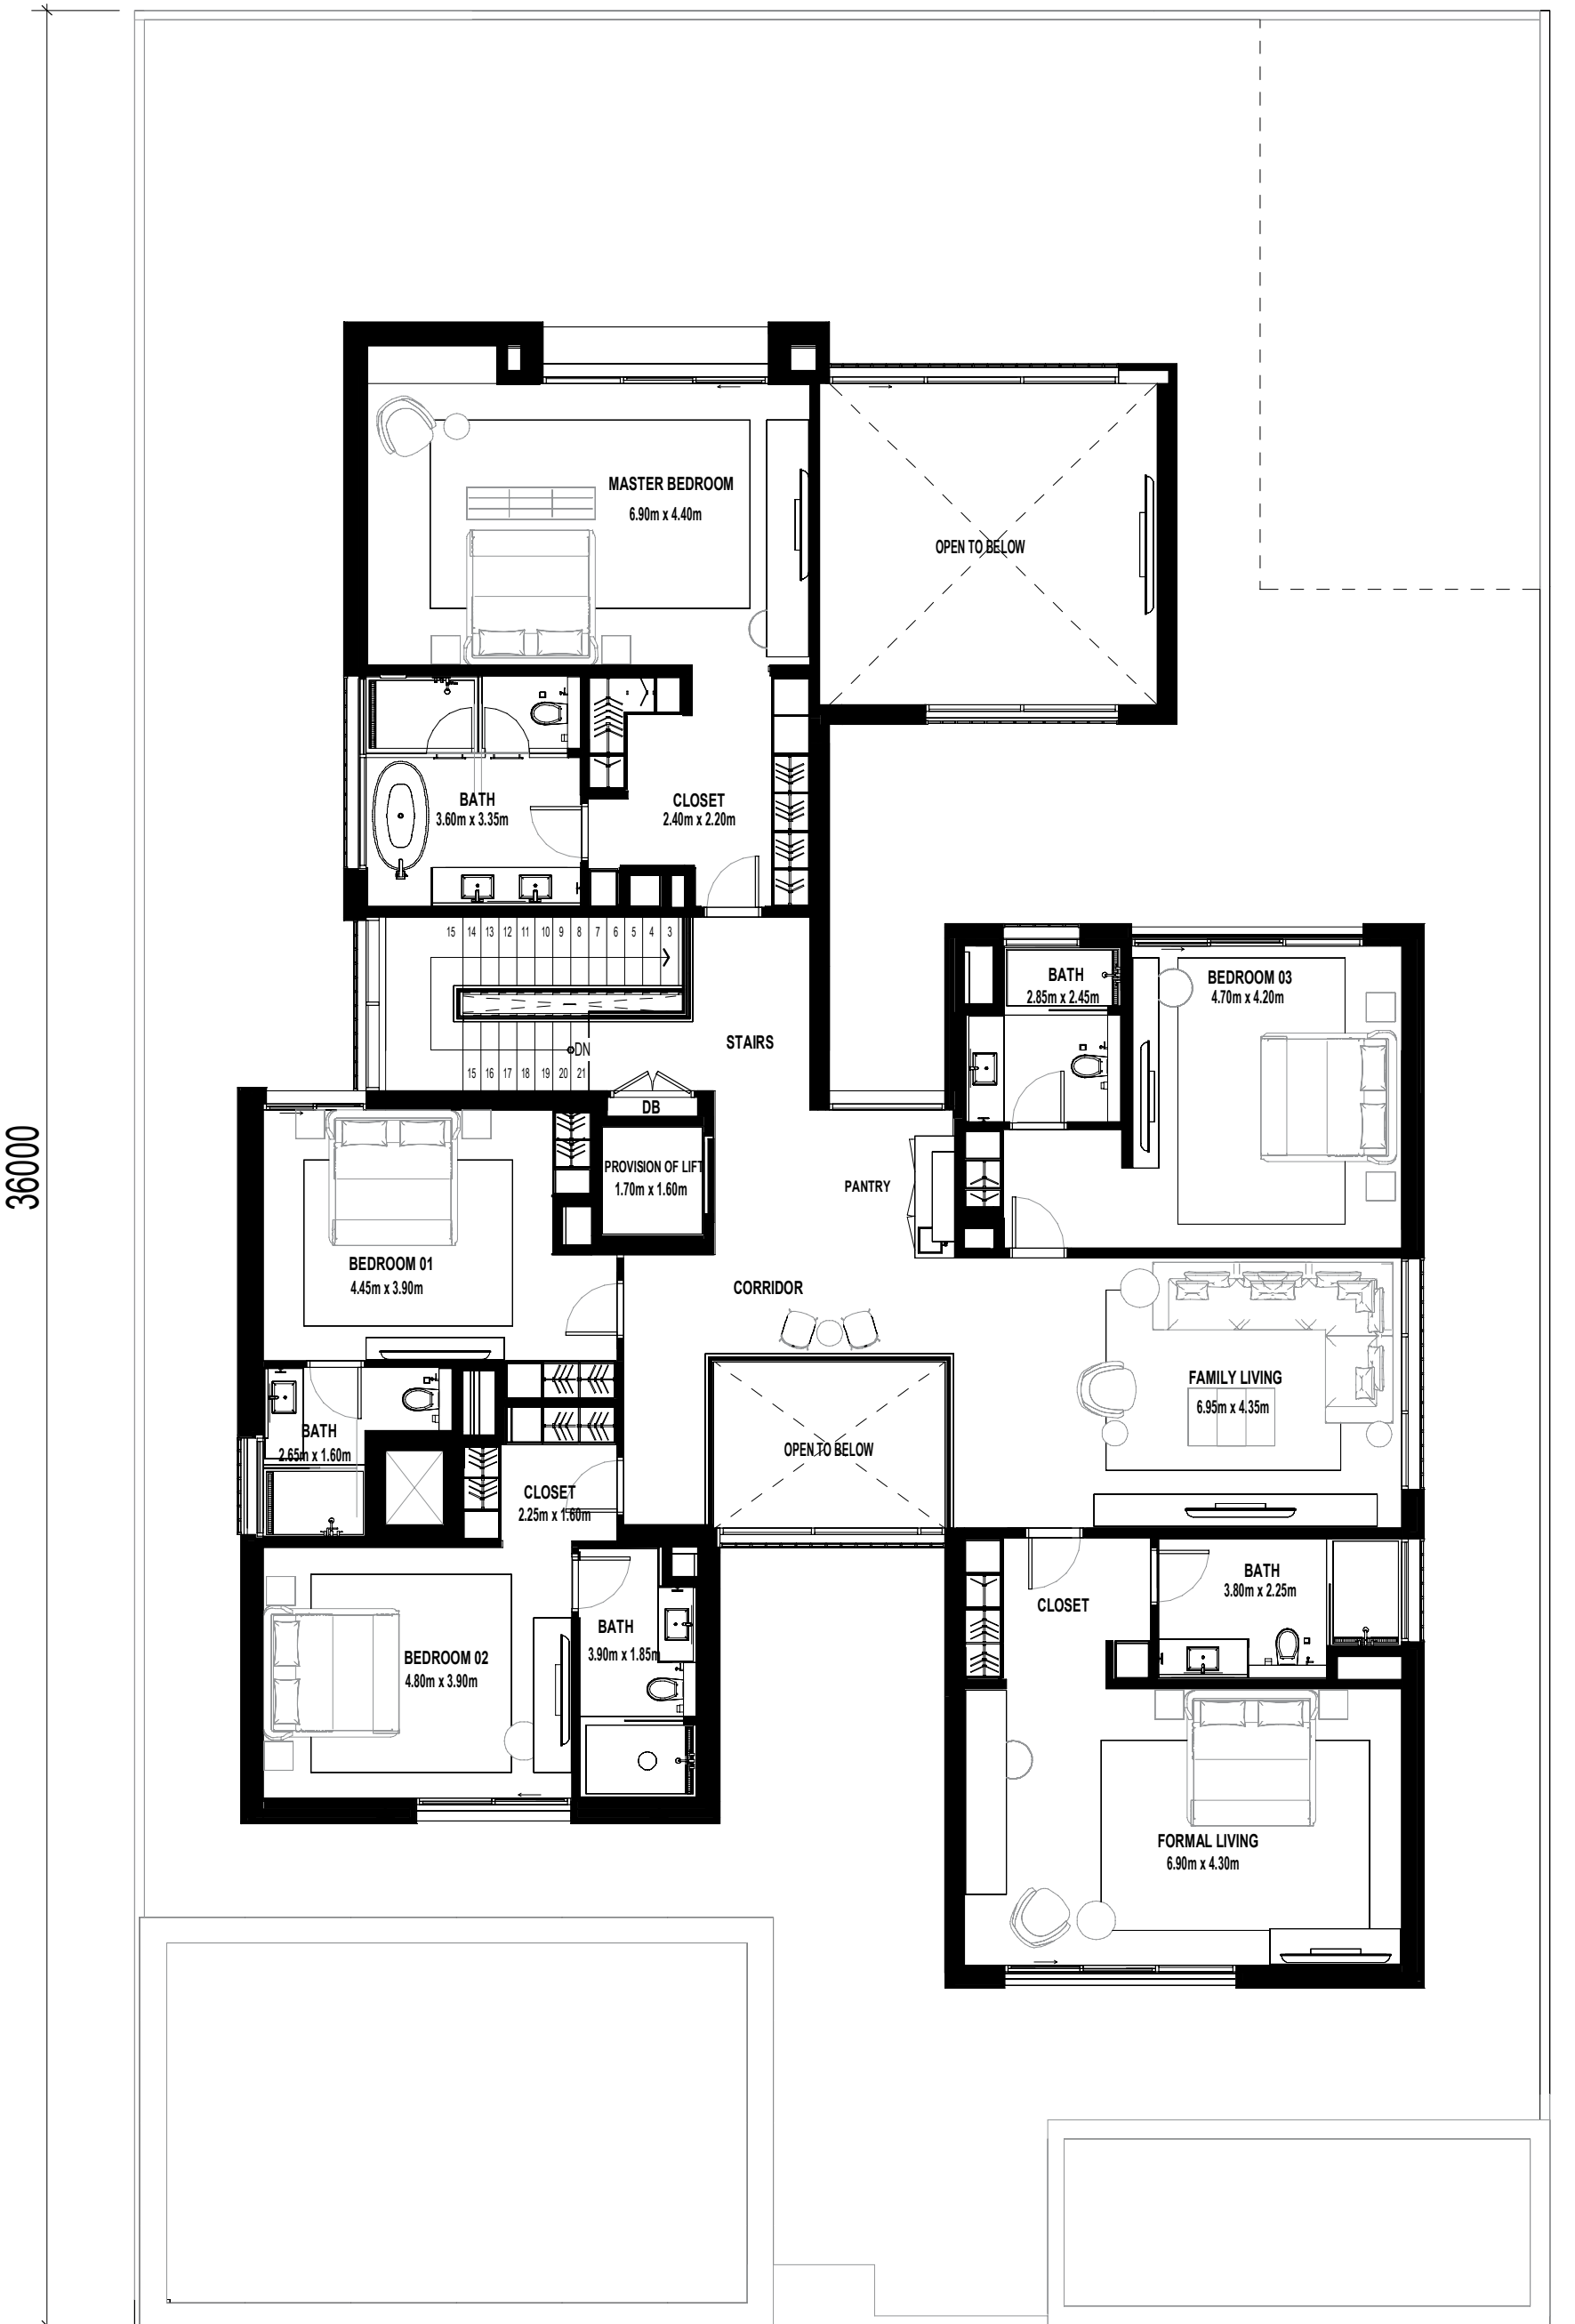 MASTER BEDROOM
6.90m x 4.40m
OPEN TO BELOW
BATH
3.60m x 3.35m
CLOSET
2.40m x 2.20m
15 14 13 12 11 10 9 8 7 6 5 4 3
STAIRS
DN
15 16 17 18 19 20 21
DB
BATH
2.85m x 2.45m
BEDROOM 03
4.70m x 4.20m
36000
PROVISION OF LIFT
1.70m x 1.60m
PANTRY
BEDROOM 01
4.45m x 3.90m
CORRIDOR
FAMILY LIVING
6.95m x 4.35m
BATH
2.65m x 1.60m
OPEN TO BELOW
CLOSET
2.25m x 1.60m
BATH
3.80m x 2.25m
CLOSET
BATH
3.90m x 1.85m
BEDROOM 02
4.80m x 3.90m
FORMAL LIVING
6.90m x 4.30m